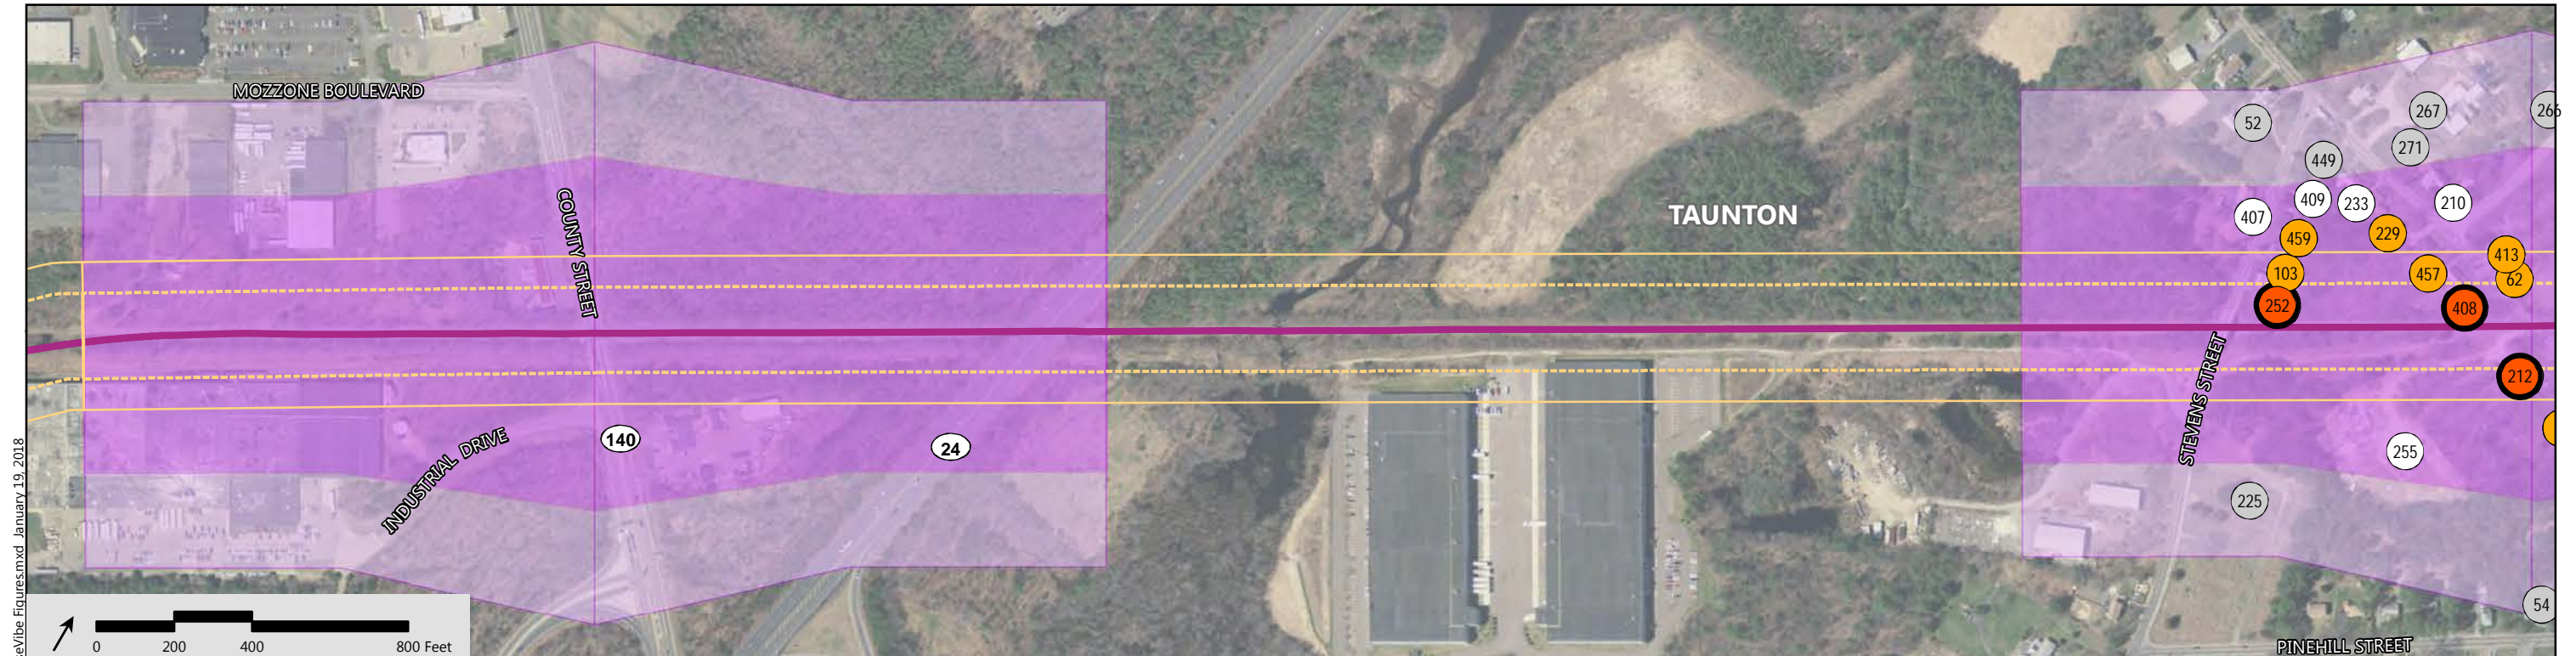 MOZZONE BOULEVARD
COUNTY STREET
INDUSTRIAL DRIVE
140
24
TAUNTON
STEVENS STREET
PINEHILL STREET
52
267
266
271
449
409
233
210
407
459
229
413
103
457
62
252
408
212
255
225
54
0 200 400 800 Feet
eVibe Figures.mxd January 19, 2018